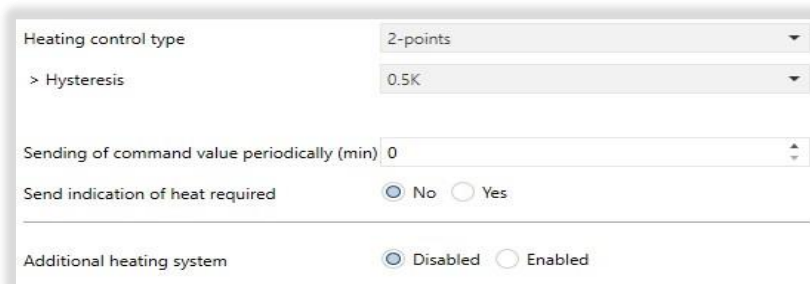 Heating control type 2-points
> Hysteresis 0.5K
Sending of command value periodically (min) 0
Send indication of heat required No Yes
Additional heating system Disabled Enabled